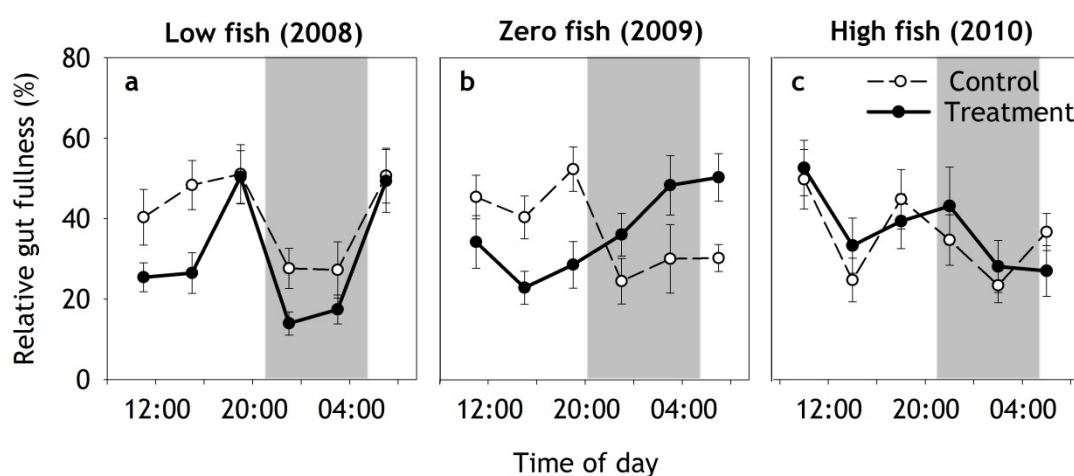 Low fish (2008) Zero fish (2009) High fish (2010)
Relative gut fullness (%)
80
60
40
20
0
a
b
c
Control
Treatment
12:00 20:00 04:00 12:00 20:00 04:00 12:00 20:00 04:00
Time of day